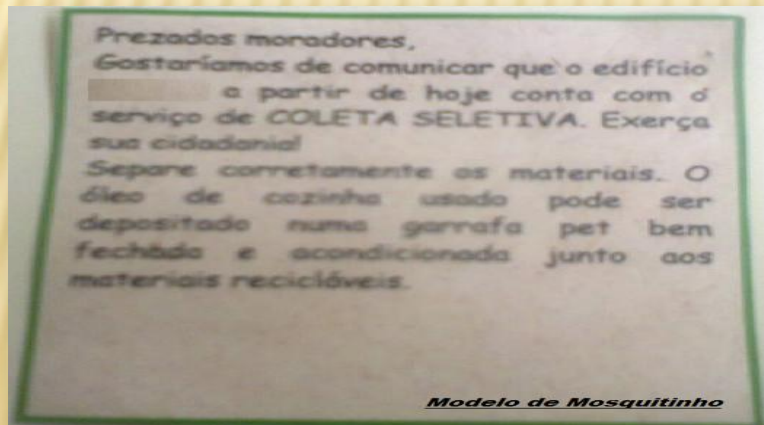 Prezados moradores,
Gostaríamos de comunicar que o edifício
a partir de hoje conta com o
serviço de COLETA SELETIVA. Exerça
sua cidadania!
Separe corretamente os materiais. O
óleo de cozinha usado pode ser
depositado numa garrafa pet bem
fechada e acondicionada junto aos
materiais recicláveis.
Modelo de Mosquitinho